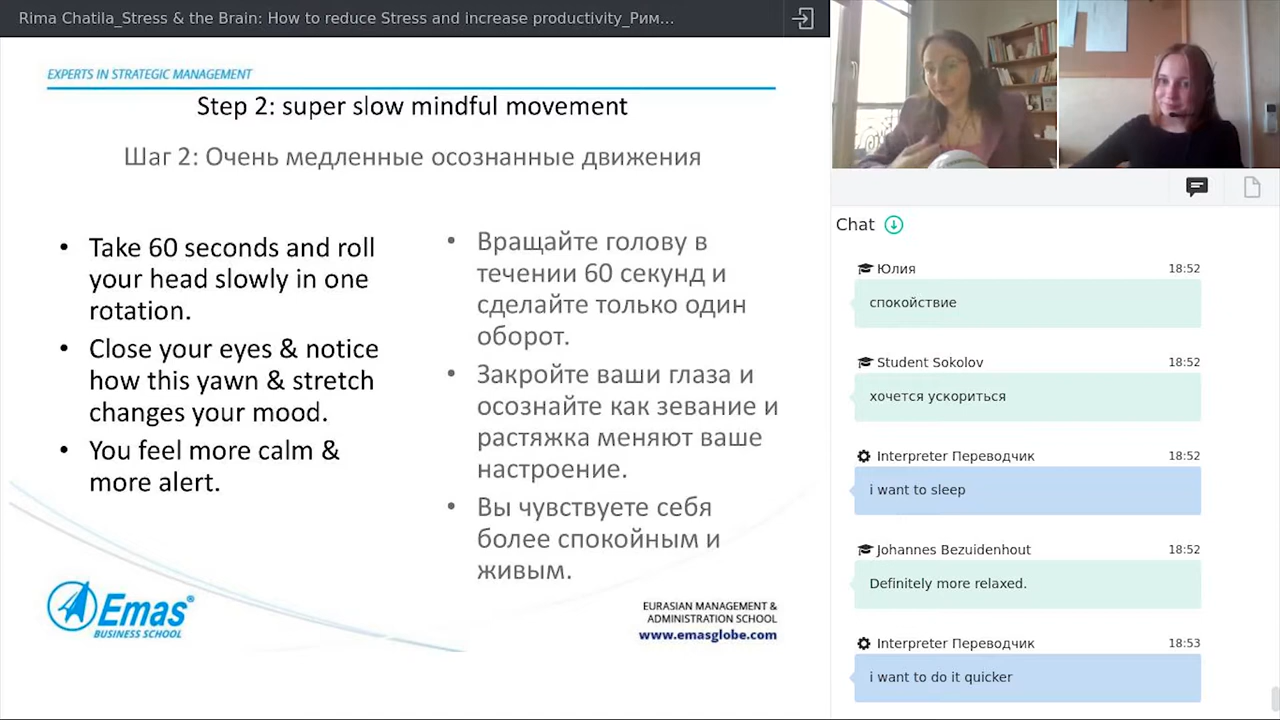 Rima Chatila_Stress & the Brain: How to reduce Stress and increase productivity_Рим...
EXPERTS IN STRATEGIC MANAGEMENT
Step 2: super slow mindful movement
Шаг 2: Очень медленные осознанные движения
• Take 60 seconds and roll
your head slowly in one
rotation.
• Close your eyes & notice
how this yawn & stretch
changes your mood.
• You feel more calm &
more alert.
• Вращайте голову в
течении 60 секунд и
сделайте только один
оборот.
• Закройте ваши глаза и
осознайте как зевание и
растяжка меняют ваше
настроение.
• Вы чувствуете себя
более спокойным и
живым.
Emas®
BUSINESS SCHOOL
EURASIAN MANAGEMENT &
ADMINISTRATION SCHOOL
www.emasglobe.com
Chat
Юлия 18:52
спокойствие
Student Sokolov 18:52
хочется ускориться
Interpreter Переводчик 18:52
i want to sleep
Johannes Bezuidenhout 18:52
Definitely more relaxed.
Interpreter Переводчик 18:53
i want to do it quicker